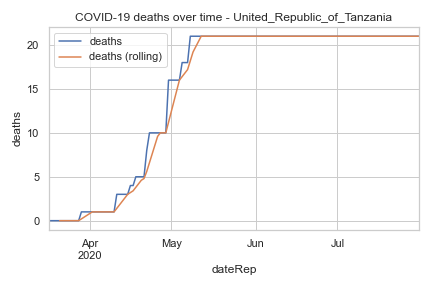 COVID-19 deaths over time - United_Republic_of_Tanzania
deaths
deaths (rolling)
20
15
10
5
0
deaths
Apr
2020
May
Jun
Jul
dateRep